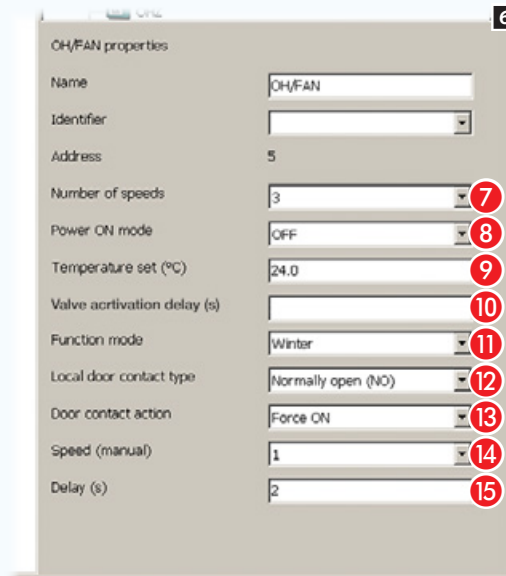 6
OH/FAN properties
Name OH/FAN
Identifier
Address 5
Number of speeds 3 7
Power ON mode OFF 8
Temperature set (ºC) 24.0 9
Valve acrtivation delay (s) 10
Function mode Winter 11
Local door contact type Normally open (NO) 12
Door contact action Force ON 13
Speed (manual) 1 14
Delay (s) 2 15